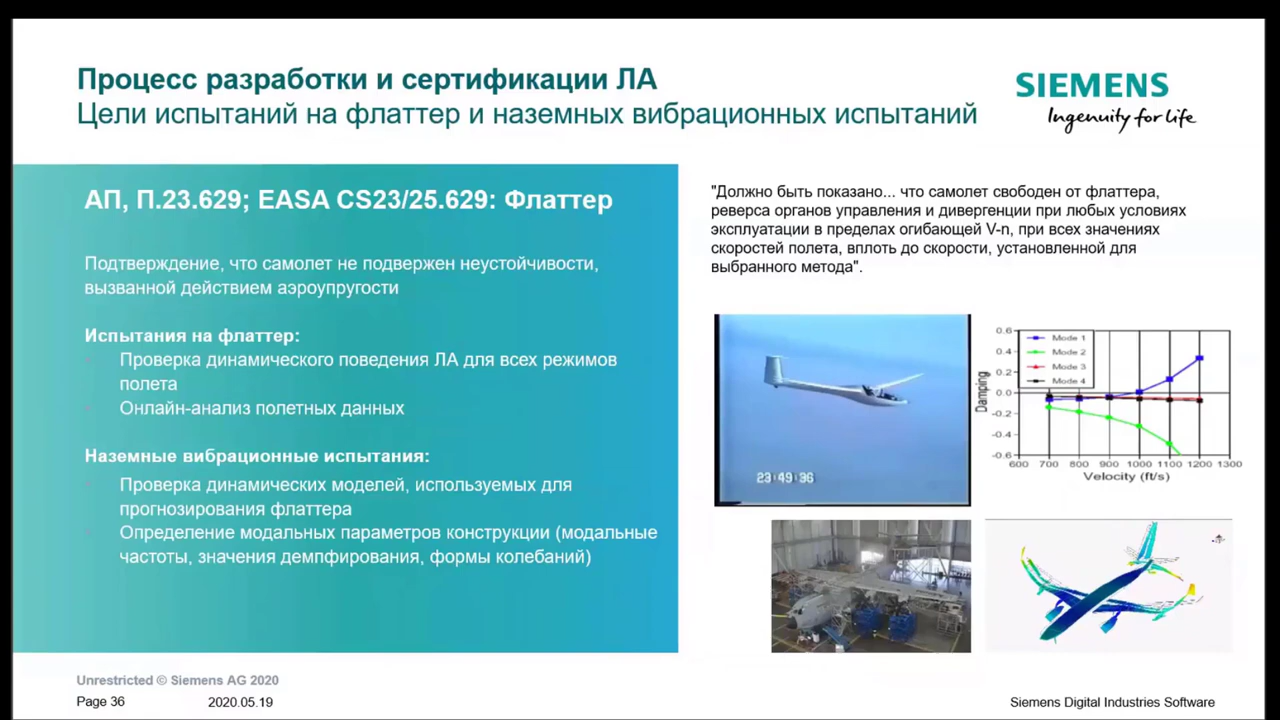 Процесс разработки и сертификации ЛА
Цели испытаний на флаттер и наземных вибрационных испытаний
SIEMENS
Ingenuity for life
АП, П.23.629; EASA CS23/25.629: Флаттер
Подтверждение, что самолет не подвержен неустойчивости,
вызванной действием аэроупругости
Испытания на флаттер:
Проверка динамического поведения ЛА для всех режимов
полета
Онлайн-анализ полетных данных
Наземные вибрационные испытания:
Проверка динамических моделей, используемых для
прогнозирования флаттера
Определение модальных параметров конструкции (модальные
частоты, значения демпфирования, формы колебаний)
"Должно быть показано... что самолет свободен от флаттера,
реверса органов управления и дивергенции при любых условиях
эксплуатации в пределах огибающей V-n, при всех значениях
скоростей полета, вплоть до скорости, установленной для
выбранного метода".
23:49:36
Damping
0.6
0.4
0.2
0.0
-0.2
-0.4
-0.6
Mode 1
Mode 2
Mode 3
Mode 4
600 700 800 900 1000 1100 1200 1300
Velocity (ft/s)
Unrestricted © Siemens AG 2020
Page 36 2020.05.19
Siemens Digital Industries Software